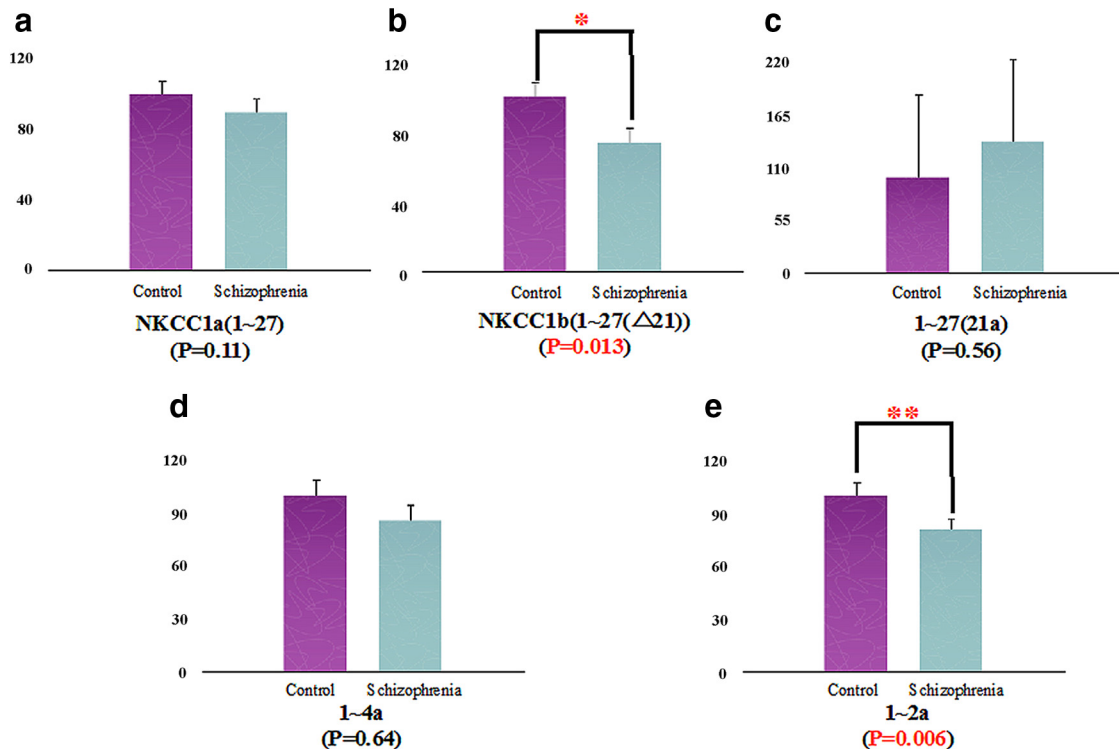 a
120
80
40
0
Control Schizophrenia
NKCC1a(1~27)
(P=0.11)
b
*
120
80
40
0
Control Schizophrenia
NKCC1b(1~27(△21))
(P=0.013)
c
220
165
110
55
0
Control Schizophrenia
1~27(21a)
(P=0.56)
d
120
90
60
30
0
Control Schizophrenia
1~4a
(P=0.64)
e
**
120
90
60
30
0
Control Schizophrenia
1~2a
(P=0.006)